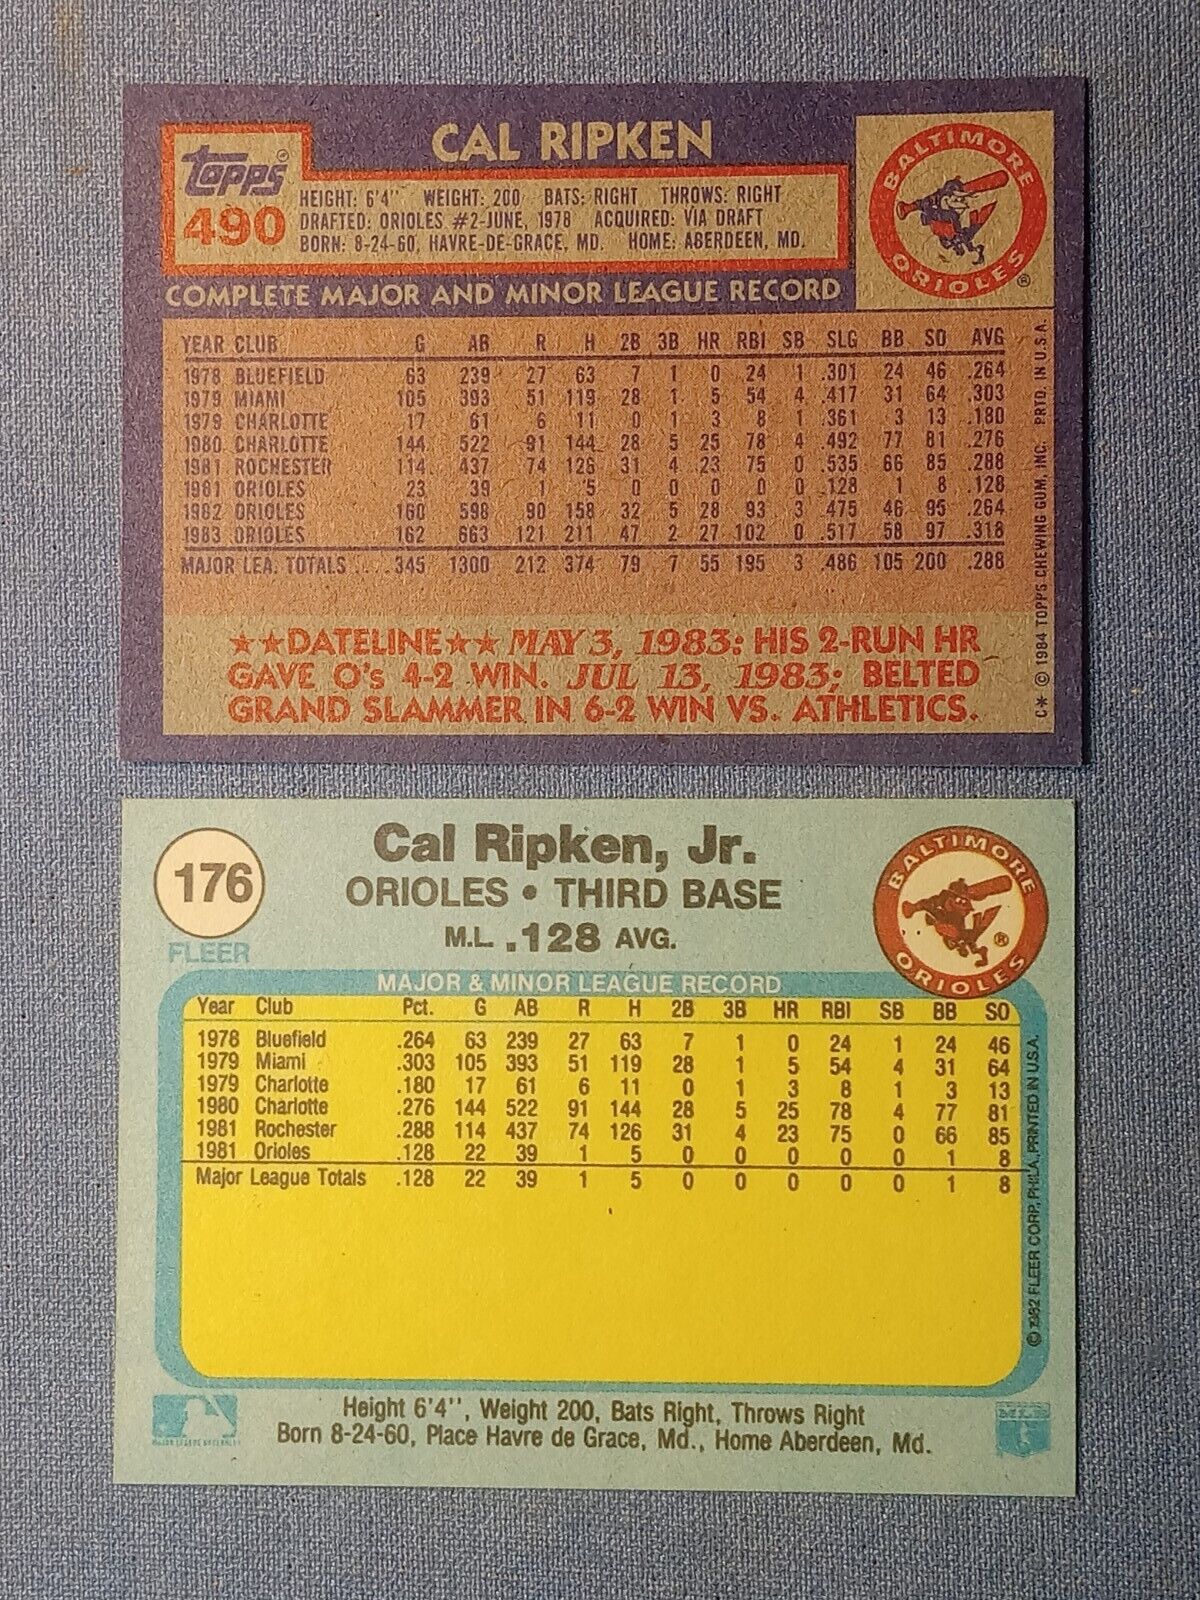 CAL RIPKEN
topps®
490
HEIGHT: 6'4" WEIGHT: 200 BATS: RIGHT THROWS: RIGHT
DRAFTED: ORIOLES #2-JUNE, 1978 ACQUIRED: VIA DRAFT
BORN: 8-24-60, HAVRE-DE-GRACE, MD. HOME: ABERDEEN, MD.
BALTIMORE
ORIOLES ®
COMPLETE MAJOR AND MINOR LEAGUE RECORD
YEAR CLUB G AB R H 2B 3B HR RBI SB SLG BB SO AVG
1978 BLUEFIELD 63 239 27 63 7 1 0 24 1 .301 24 46 .264
1979 MIAMI 105 393 51 119 28 1 5 54 4 .417 31 64 .303
1979 CHARLOTTE 17 61 6 11 0 1 3 8 1 .361 3 13 .180
1980 CHARLOTTE 144 522 91 144 28 5 25 78 4 .492 77 81 .276
1981 ROCHESTER 114 437 74 126 31 4 23 75 0 .535 66 85 .288
1981 ORIOLES 23 39 1 5 0 0 0 0 0 .128 1 8 .128
1982 ORIOLES 160 598 90 158 32 5 28 93 3 .475 46 95 .264
1983 ORIOLES 162 663 121 211 47 2 27 102 0 .517 58 97 .318
MAJOR LEA. TOTALS .... 345 1300 212 374 79 7 55 195 3 .486 105 200 .288
★★DATELINE★★ MAY 3, 1983: HIS 2-RUN HR
GAVE O's 4-2 WIN. JUL 13, 1983; BELTED
GRAND SLAMMER IN 6-2 WIN VS. ATHLETICS.
C* © 1984 TOPPS CHEWING GUM, INC. PRTD. IN U.S.A.
176
FLEER
Cal Ripken, Jr.
ORIOLES • THIRD BASE
M.L. .128 AVG.
BALTIMORE
ORIOLES ®
MAJOR & MINOR LEAGUE RECORD
Year Club Pct. G AB R H 2B 3B HR RBI SB BB SO
1978 Bluefield .264 63 239 27 63 7 1 0 24 1 24 46
1979 Miami .303 105 393 51 119 28 1 5 54 4 31 64
1979 Charlotte .180 17 61 6 11 0 1 3 8 1 3 13
1980 Charlotte .276 144 522 91 144 28 5 25 78 4 77 81
1981 Rochester .288 114 437 74 126 31 4 23 75 0 66 85
1981 Orioles .128 22 39 1 5 0 0 0 0 0 1 8
Major League Totals .128 22 39 1 5 0 0 0 0 0 1 8
© 1982 FLEER CORP., PHILA., PRINTED IN U.S.A.
Height 6'4'', Weight 200, Bats Right, Throws Right
Born 8-24-60, Place Havre de Grace, Md., Home Aberdeen, Md.
MAJOR LEAGUE BASEBALL